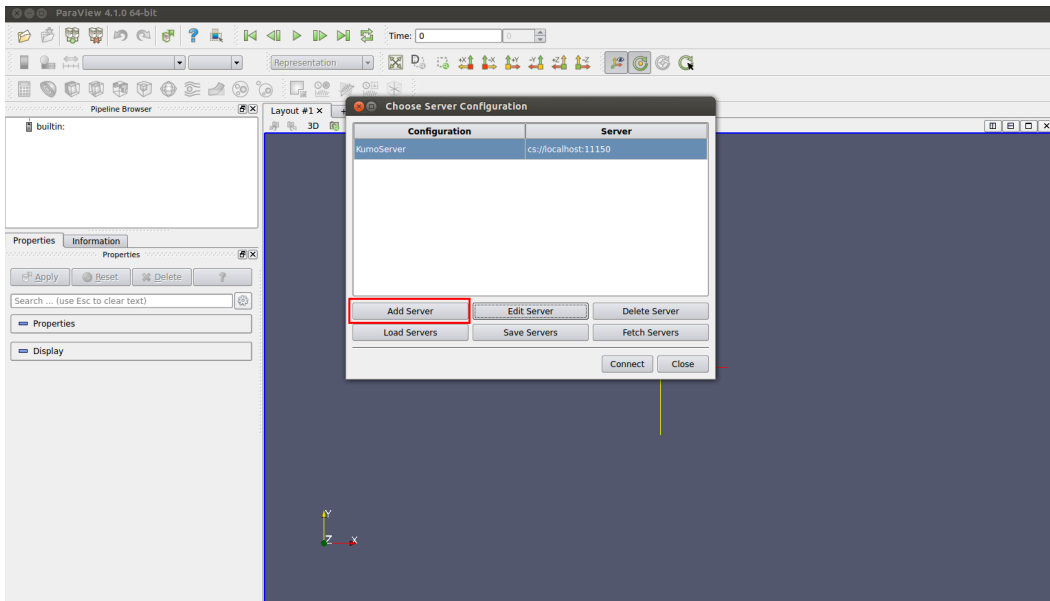 ParaView 4.1.0 64-bit
Time: 0 0
Representation
Pipeline Browser
builtin:
Layout #1 × +
3D
Choose Server Configuration
Configuration Server
KumoServer cs://localhost:11150
Add Server Edit Server Delete Server
Load Servers Save Servers Fetch Servers
Connect Close
Properties Information
Properties
Apply Reset Delete ?
Search ... (use Esc to clear text)
Properties
Display
Y
Z X